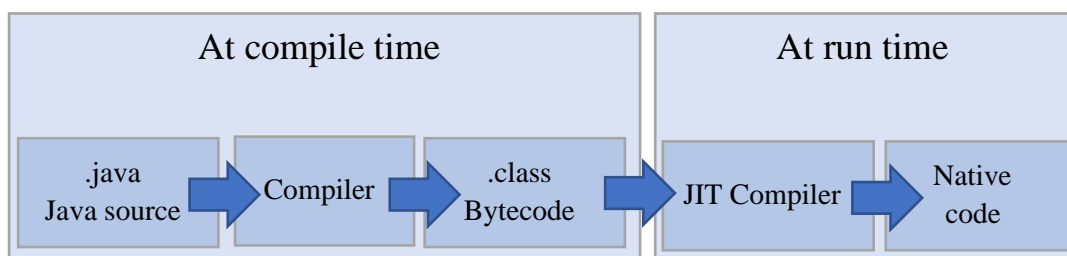 At compile time
At run time
.java
Java source
Compiler
.class
Bytecode
JIT Compiler
Native
code